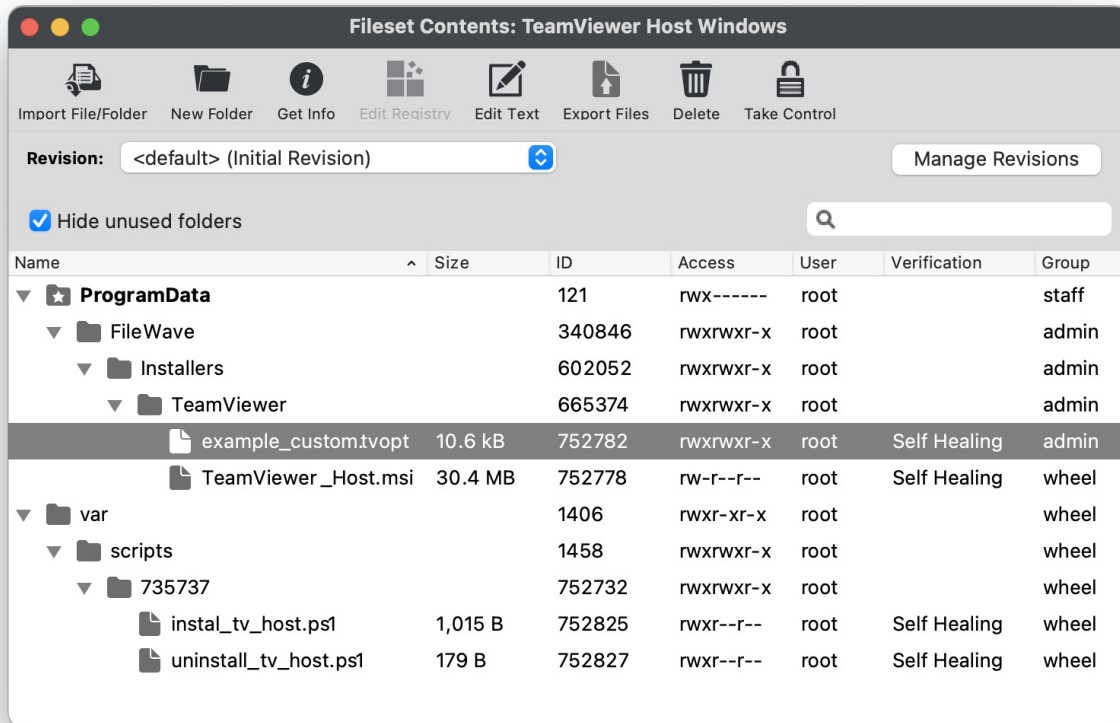 Fileset Contents: TeamViewer Host Windows
Import File/Folder New Folder Get Info Edit Registry Edit Text Export Files Delete Take Control
Revision: <default> (Initial Revision) Manage Revisions
Hide unused folders
Name Size ID Access User Verification Group
ProgramData 121 rwx------ root staff
FileWave 340846 rwxrwxr-x root admin
Installers 602052 rwxrwxr-x root admin
TeamViewer 665374 rwxrwxr-x root admin
example_custom.tvopt 10.6 kB 752782 rwxrwxr-x root Self Healing admin
TeamViewer_Host.msi 30.4 MB 752778 rw-r--r-- root Self Healing wheel
var 1406 rwxr-xr-x root wheel
scripts 1458 rwxrwxr-x root wheel
735737 752732 rwxrwxr-x root wheel
instal_tv_host.ps1 1,015 B 752825 rwxr--r-- root Self Healing wheel
uninstall_tv_host.ps1 179 B 752827 rwxr--r-- root Self Healing wheel